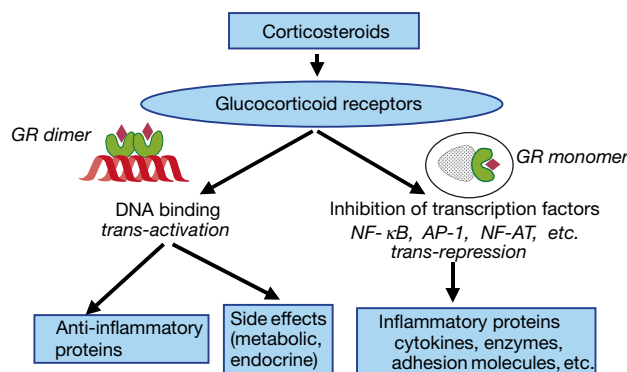 Corticosteroids
Glucocorticoid receptors
GR dimer
GR monomer
DNA binding
trans-activation
Inhibition of transcription factors
NF- κB, AP-1, NF-AT, etc.
trans-repression
Anti-inflammatory
proteins
Side effects
(metabolic,
endocrine)
Inflammatory proteins
cytokines, enzymes,
adhesion molecules, etc.